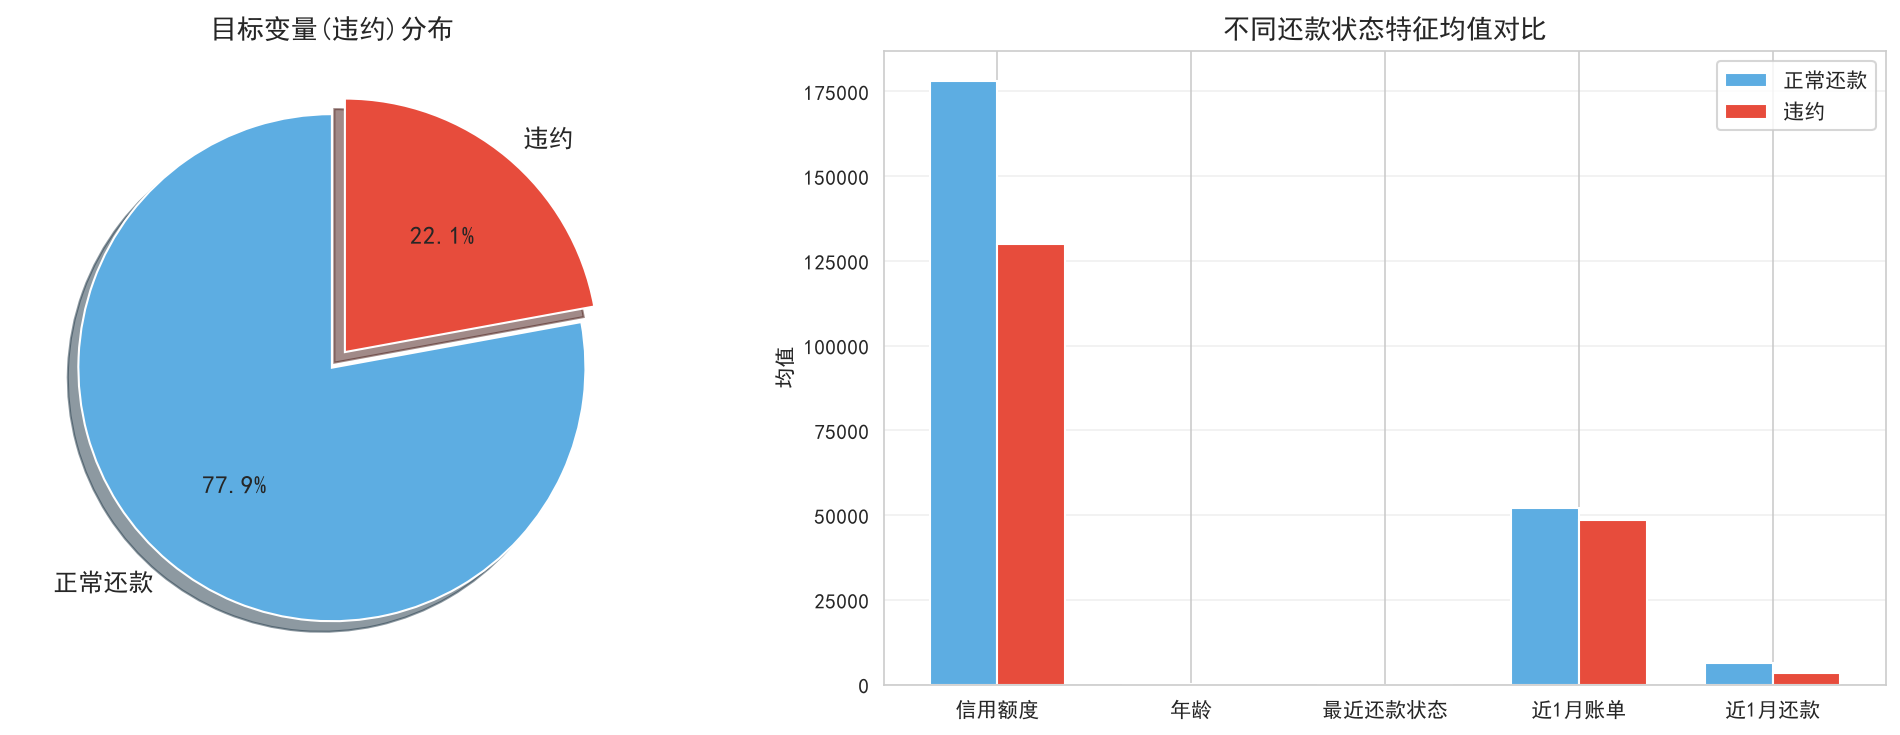 目标变量(违约)分布
违约
22.1%
77.9%
正常还款
不同还款状态特征均值对比
正常还款
违约
均值
175000
150000
125000
100000
75000
50000
25000
0
信用额度
年龄
最近还款状态
近1月账单
近1月还款